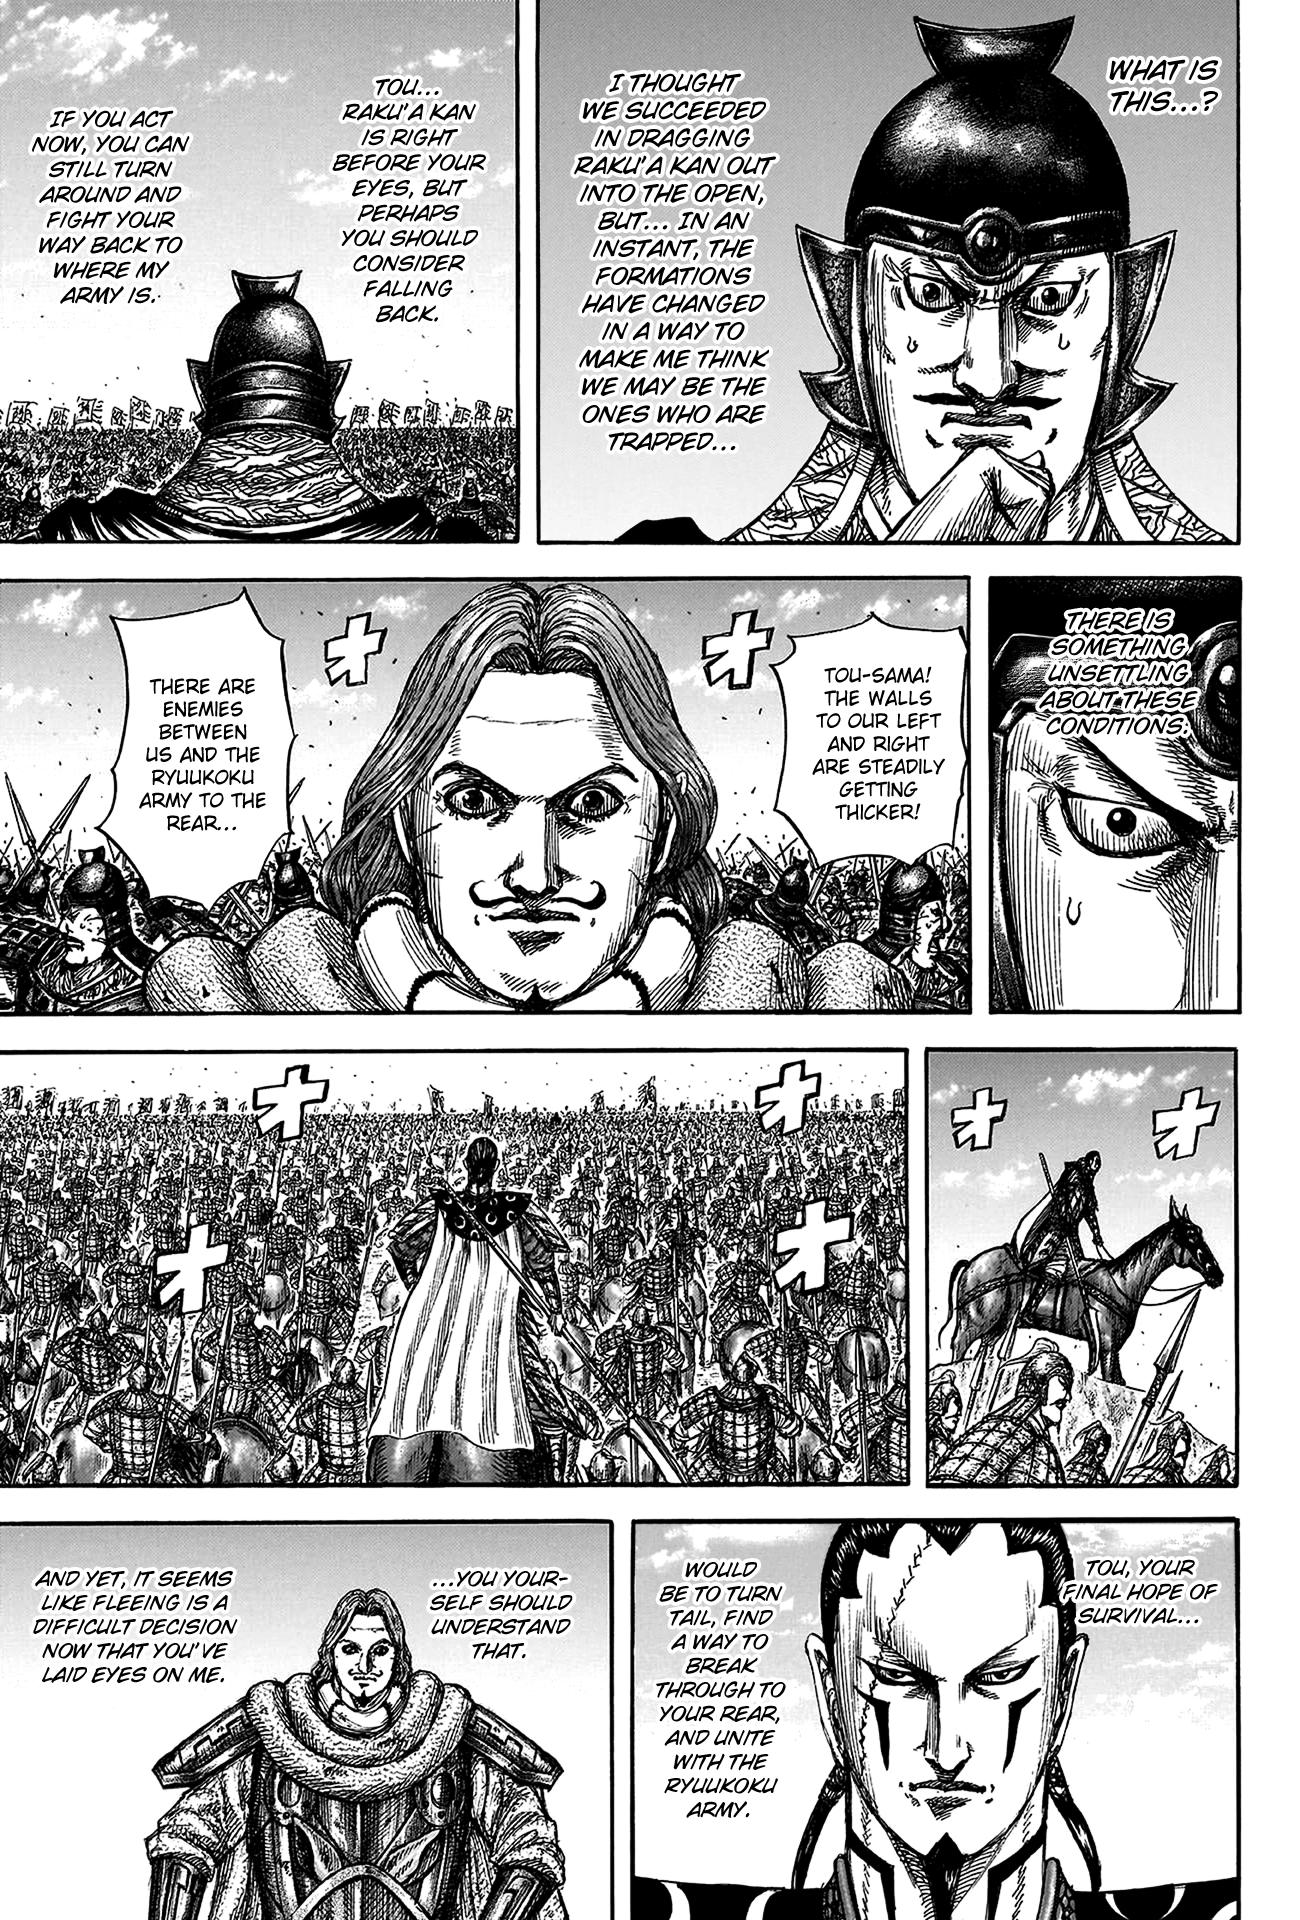 WHAT IS
THIS...?
I THOUGHT
WE SUCCEEDED
IN DRAGGING
RAKU'A KAN OUT
INTO THE OPEN,
BUT... IN AN
INSTANT, THE
FORMATIONS
HAVE CHANGED
IN A WAY TO
MAKE ME THINK
WE MAY BE THE
ONES WHO ARE
TRAPPED...
TOU...
RAKU'A KAN
IS RIGHT
BEFORE YOUR
EYES, BUT
PERHAPS
YOU SHOULD
CONSIDER
FALLING
BACK.
IF YOU ACT
NOW, YOU CAN
STILL TURN
AROUND AND
FIGHT YOUR
WAY BACK TO
WHERE MY
ARMY IS.
THERE IS
SOMETHING
UNSETTLING
ABOUT THESE
CONDITIONS.
オ
TOU-SAMA!
THE WALLS
TO OUR LEFT
AND RIGHT
ARE STEADILY
GETTING
THICKER!
オ
THERE ARE
ENEMIES
BETWEEN
US AND THE
RYUUKOKU
ARMY TO THE
REAR...
オ
オ
オ
オ
オ
オ
TOU, YOUR
FINAL HOPE OF
SURVIVAL...
WOULD
BE TO TURN
TAIL, FIND
A WAY TO
BREAK
THROUGH TO
YOUR REAR,
AND UNITE
WITH THE
RYUUKOKU
ARMY.
...YOU YOUR-
SELF SHOULD
UNDERSTAND
THAT.
AND YET, IT SEEMS
LIKE FLEEING IS A
DIFFICULT DECISION
NOW THAT YOU'VE
LAID EYES ON ME.